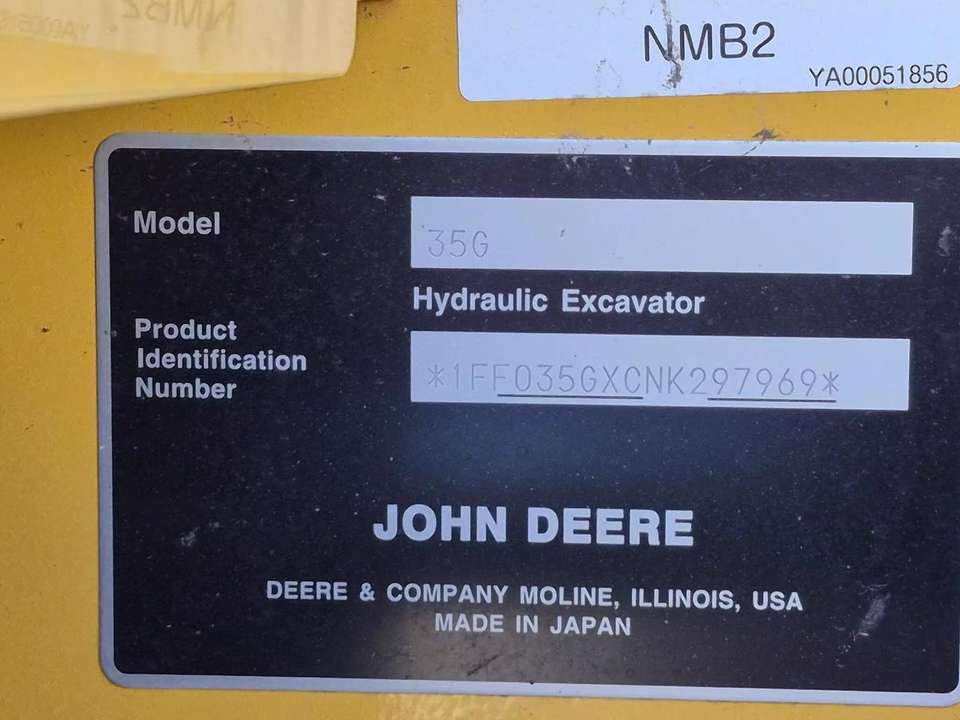 NMB2
YA00051856
Model
35G
Hydraulic Excavator
Product
Identification
Number
*1FF035GXCNK297969*
JOHN DEERE
DEERE & COMPANY MOLINE, ILLINOIS, USA
MADE IN JAPAN